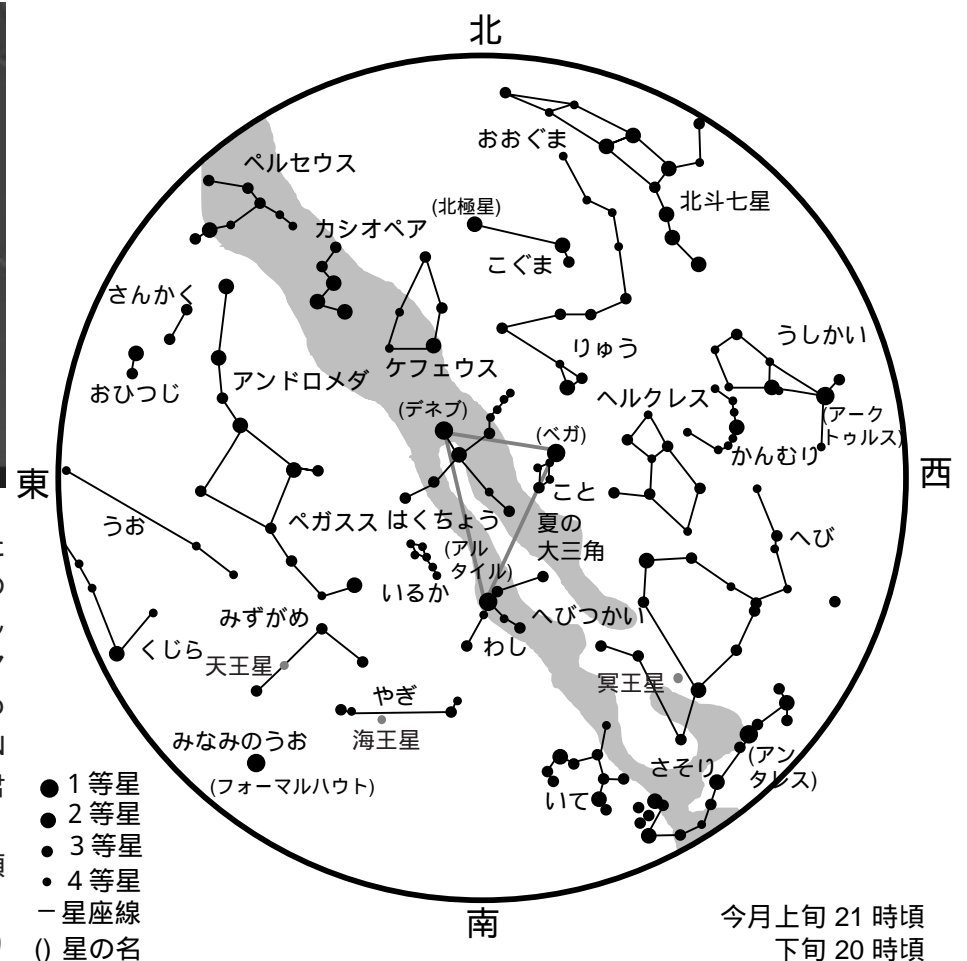 北
ペルセウス
おおぐま
北斗七星
(北極星)
カシオペア
こぐま
さんかく
うしかい
りゅう
ケフェウス
アンドロメダ
おひつじ
ヘルクレス
(デネブ)
(アーク
トゥルス)
(ベガ)
かんむり
東
西
こと
ペガスス
はくちょう
うお
夏の
大三角
へび
(アル
タイル)
いるか
みずがめ
へびつかい
くじら
わし
天王星
冥王星
やぎ
海王星
みなみのうお
(フォーマルハウト)
さそり
(アン
タレス)
いて
1 等星
2 等星
3 等星
4 等星
－星座線
() 星の名
南
今月上旬 21 時頃
下旬 20 時頃